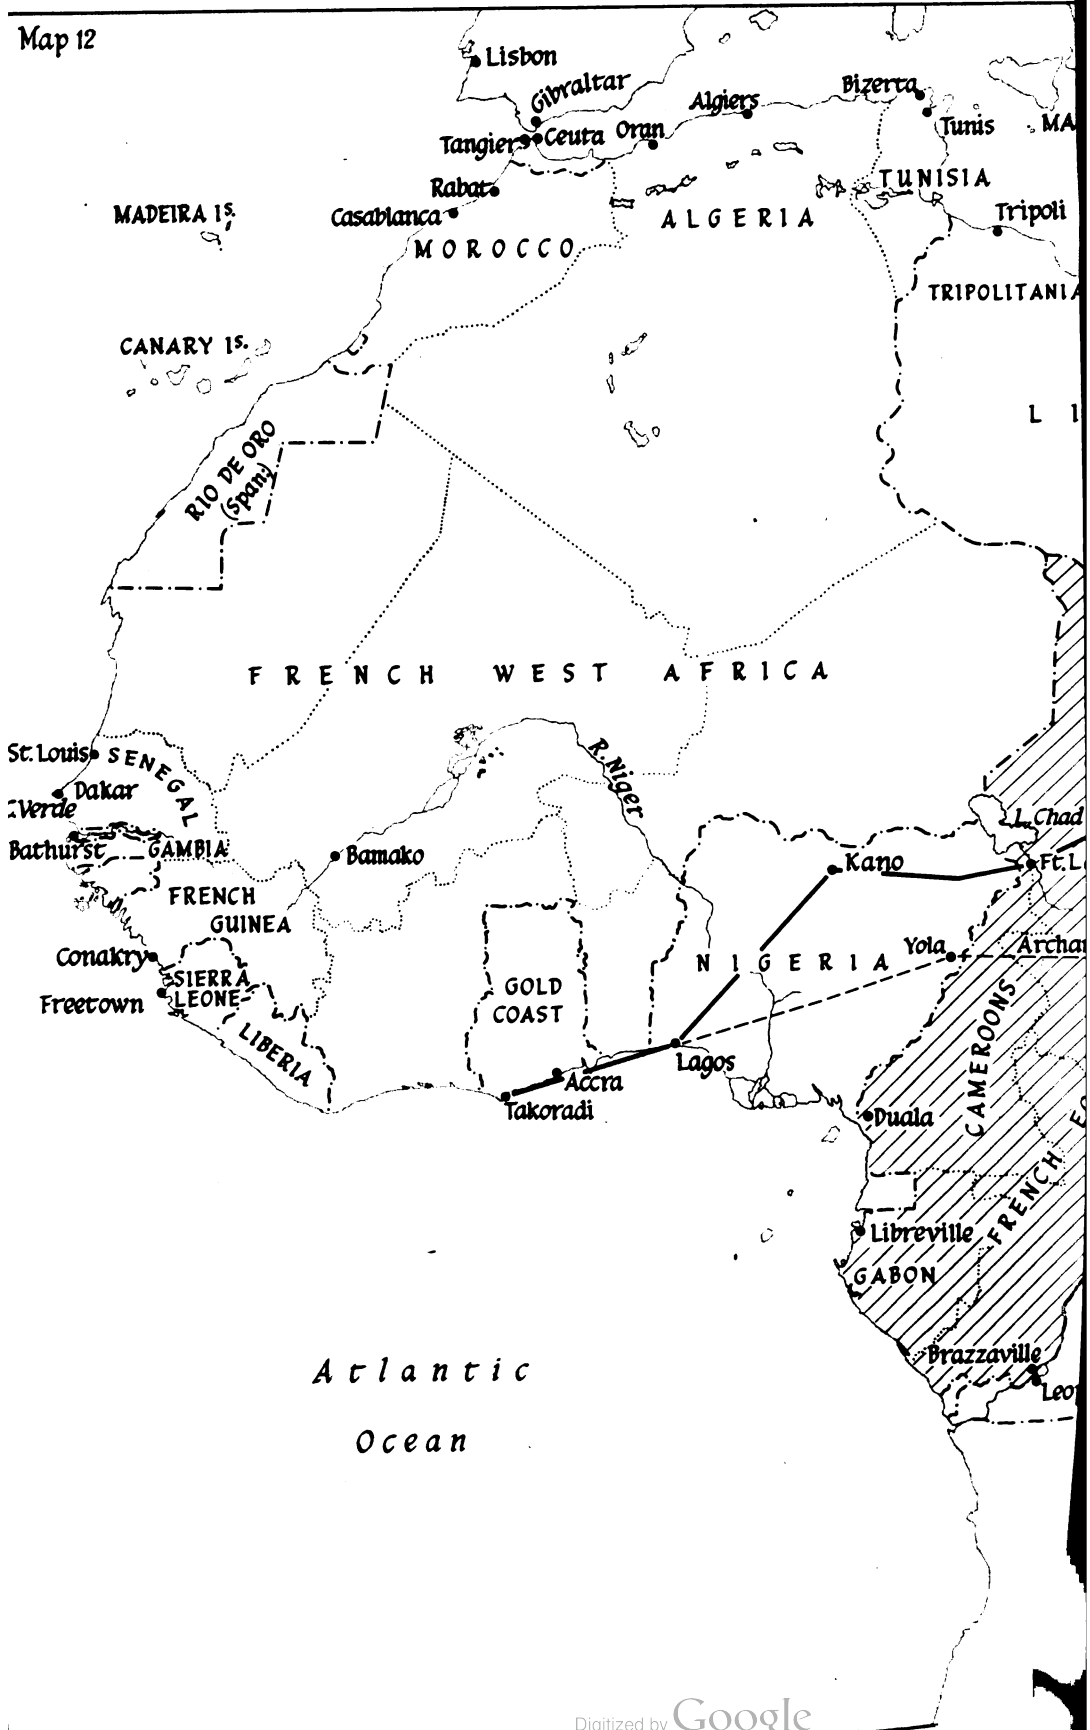 Map 12
Lisbon
Gibraltar
Algiers
Bizerta
Tangier
Ceuta
Oran
Tunis
MA
Rabat
TUNISIA
Casablanca
MADEIRA Is.
ALGERIA
Tripoli
MOROCCO
TRIPOLITANIA
CANARY Is.
L I
RIO DE ORO
(Span.)
FRENCH WEST AFRICA
St. Louis
SENEGAL
R. Niger
Dakar
C.Verde
L. Chad
Bathurst
GAMBIA
Bamako
Kano
Ft. L
FRENCH
GUINEA
Conakry
Yola
Archa
NIGERIA
SIERRA
LEONE
GOLD
COAST
Freetown
LIBERIA
CAMEROONS
Lagos
Accra
Takoradi
Duala
FRENCH E
Libreville
GABON
Brazzaville
Leo
Atlantic
Ocean
Digitized by Google